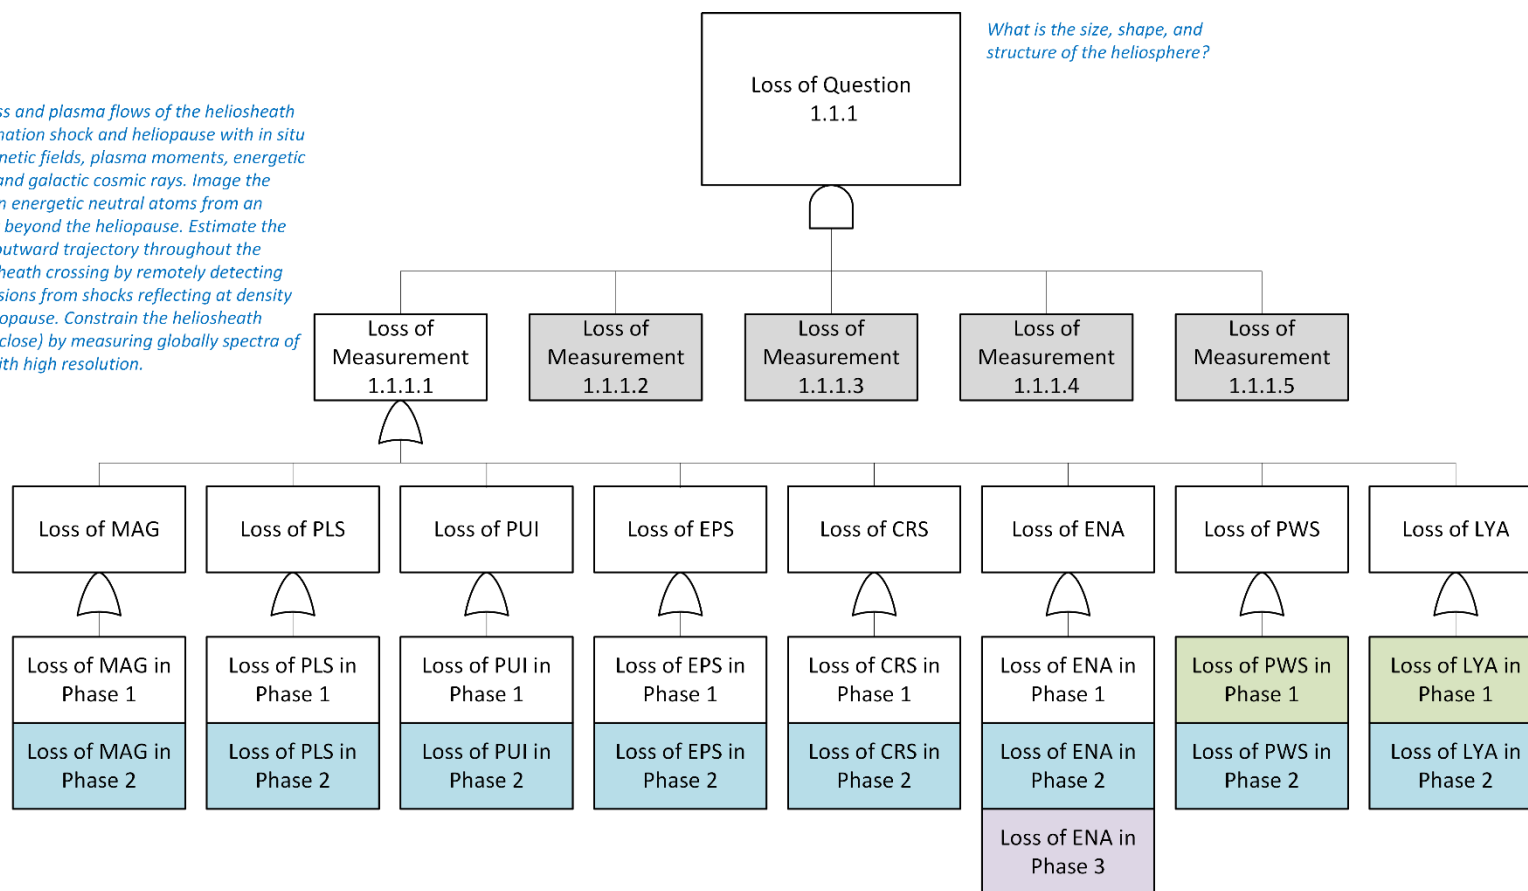 What is the size, shape, and
structure of the heliosphere?
Loss of Question
1.1.1
and plasma flows of the heliosheath
shock and heliopause with in situ
fields, plasma moments, energetic
and galactic cosmic rays. Image the
energetic neutral atoms from an
beyond the heliopause. Estimate the
outward trajectory throughout the
crossing by remotely detecting
from shocks reflecting at density
Constrain the heliosheath
close) by measuring globally spectra of
with high resolution.
Loss of
Measurement
1.1.1.1
Loss of
Measurement
1.1.1.2
Loss of
Measurement
1.1.1.3
Loss of
Measurement
1.1.1.4
Loss of
Measurement
1.1.1.5
Loss of MAG
Loss of PLS
Loss of PUI
Loss of EPS
Loss of CRS
Loss of ENA
Loss of PWS
Loss of LYA
Loss of MAG in
Phase 1
Loss of PLS in
Phase 1
Loss of PUI in
Phase 1
Loss of EPS in
Phase 1
Loss of CRS in
Phase 1
Loss of ENA in
Phase 1
Loss of PWS in
Phase 1
Loss of LYA in
Phase 1
Loss of MAG in
Phase 2
Loss of PLS in
Phase 2
Loss of PUI in
Phase 2
Loss of EPS in
Phase 2
Loss of CRS in
Phase 2
Loss of ENA in
Phase 2
Loss of PWS in
Phase 2
Loss of LYA in
Phase 2
Loss of ENA in
Phase 3